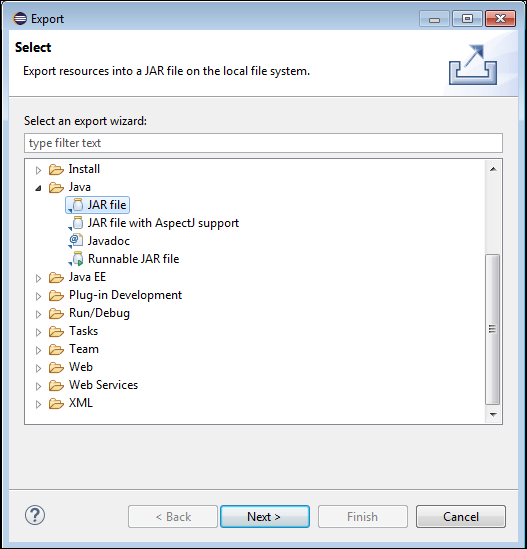 Export
Select
Export resources into a JAR file on the local file system.
Select an export wizard:
type filter text
Install
Java
JAR file
JAR file with AspectJ support
Javadoc
Runnable JAR file
Java EE
Plug-in Development
Run/Debug
Tasks
Team
Web
Web Services
XML
? < Back Next > Finish Cancel